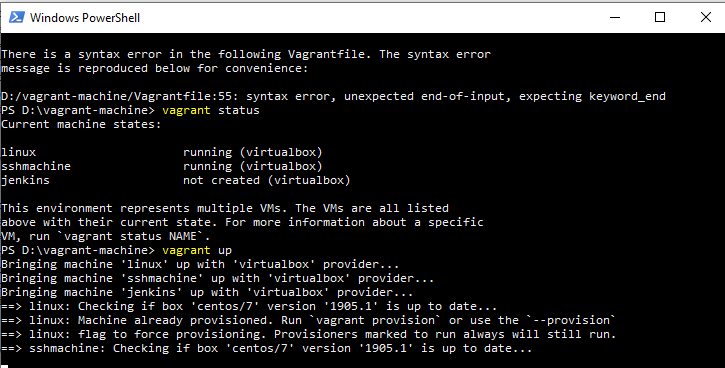 Windows PowerShell
There is a syntax error in the following Vagrantfile. The syntax error
message is reproduced below for convenience:
D:/vagrant-machine/Vagrantfile:55: syntax error, unexpected end-of-input, expecting keyword_end
PS D:\vagrant-machine> vagrant status
Current machine states:
linux                     running (virtualbox)
sshmachine                running (virtualbox)
jenkins                   not created (virtualbox)
This environment represents multiple VMs. The VMs are all listed
above with their current state. For more information about a specific
VM, run `vagrant status NAME`.
PS D:\vagrant-machine> vagrant up
Bringing machine 'linux' up with 'virtualbox' provider...
Bringing machine 'sshmachine' up with 'virtualbox' provider...
Bringing machine 'jenkins' up with 'virtualbox' provider...
==> linux: Checking if box 'centos/7' version '1905.1' is up to date...
==> linux: Machine already provisioned. Run `vagrant provision` or use the `--provision`
==> linux: flag to force provisioning. Provisioners marked to run always will still run.
==> sshmachine: Checking if box 'centos/7' version '1905.1' is up to date...